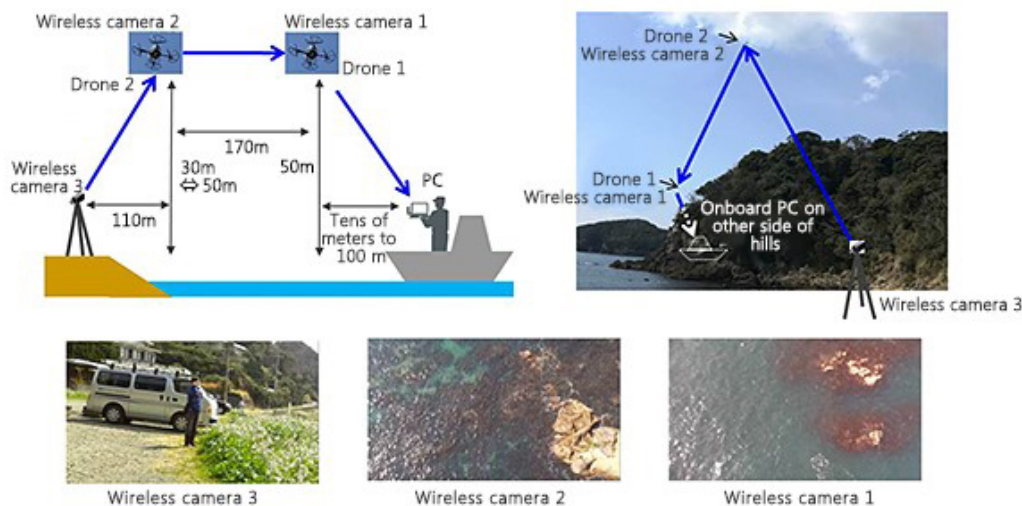 Wireless camera 2
Wireless camera 1
Drone 2
Drone 1
170m
30m
⇔ 50m
50m
Wireless
camera 3
110m
PC
Tens of
meters to
100 m
Drone 2
Wireless camera 2
Drone 1
Wireless camera 1
Onboard PC on
other side of
hills
Wireless camera 3
Wireless camera 3
Wireless camera 2
Wireless camera 1